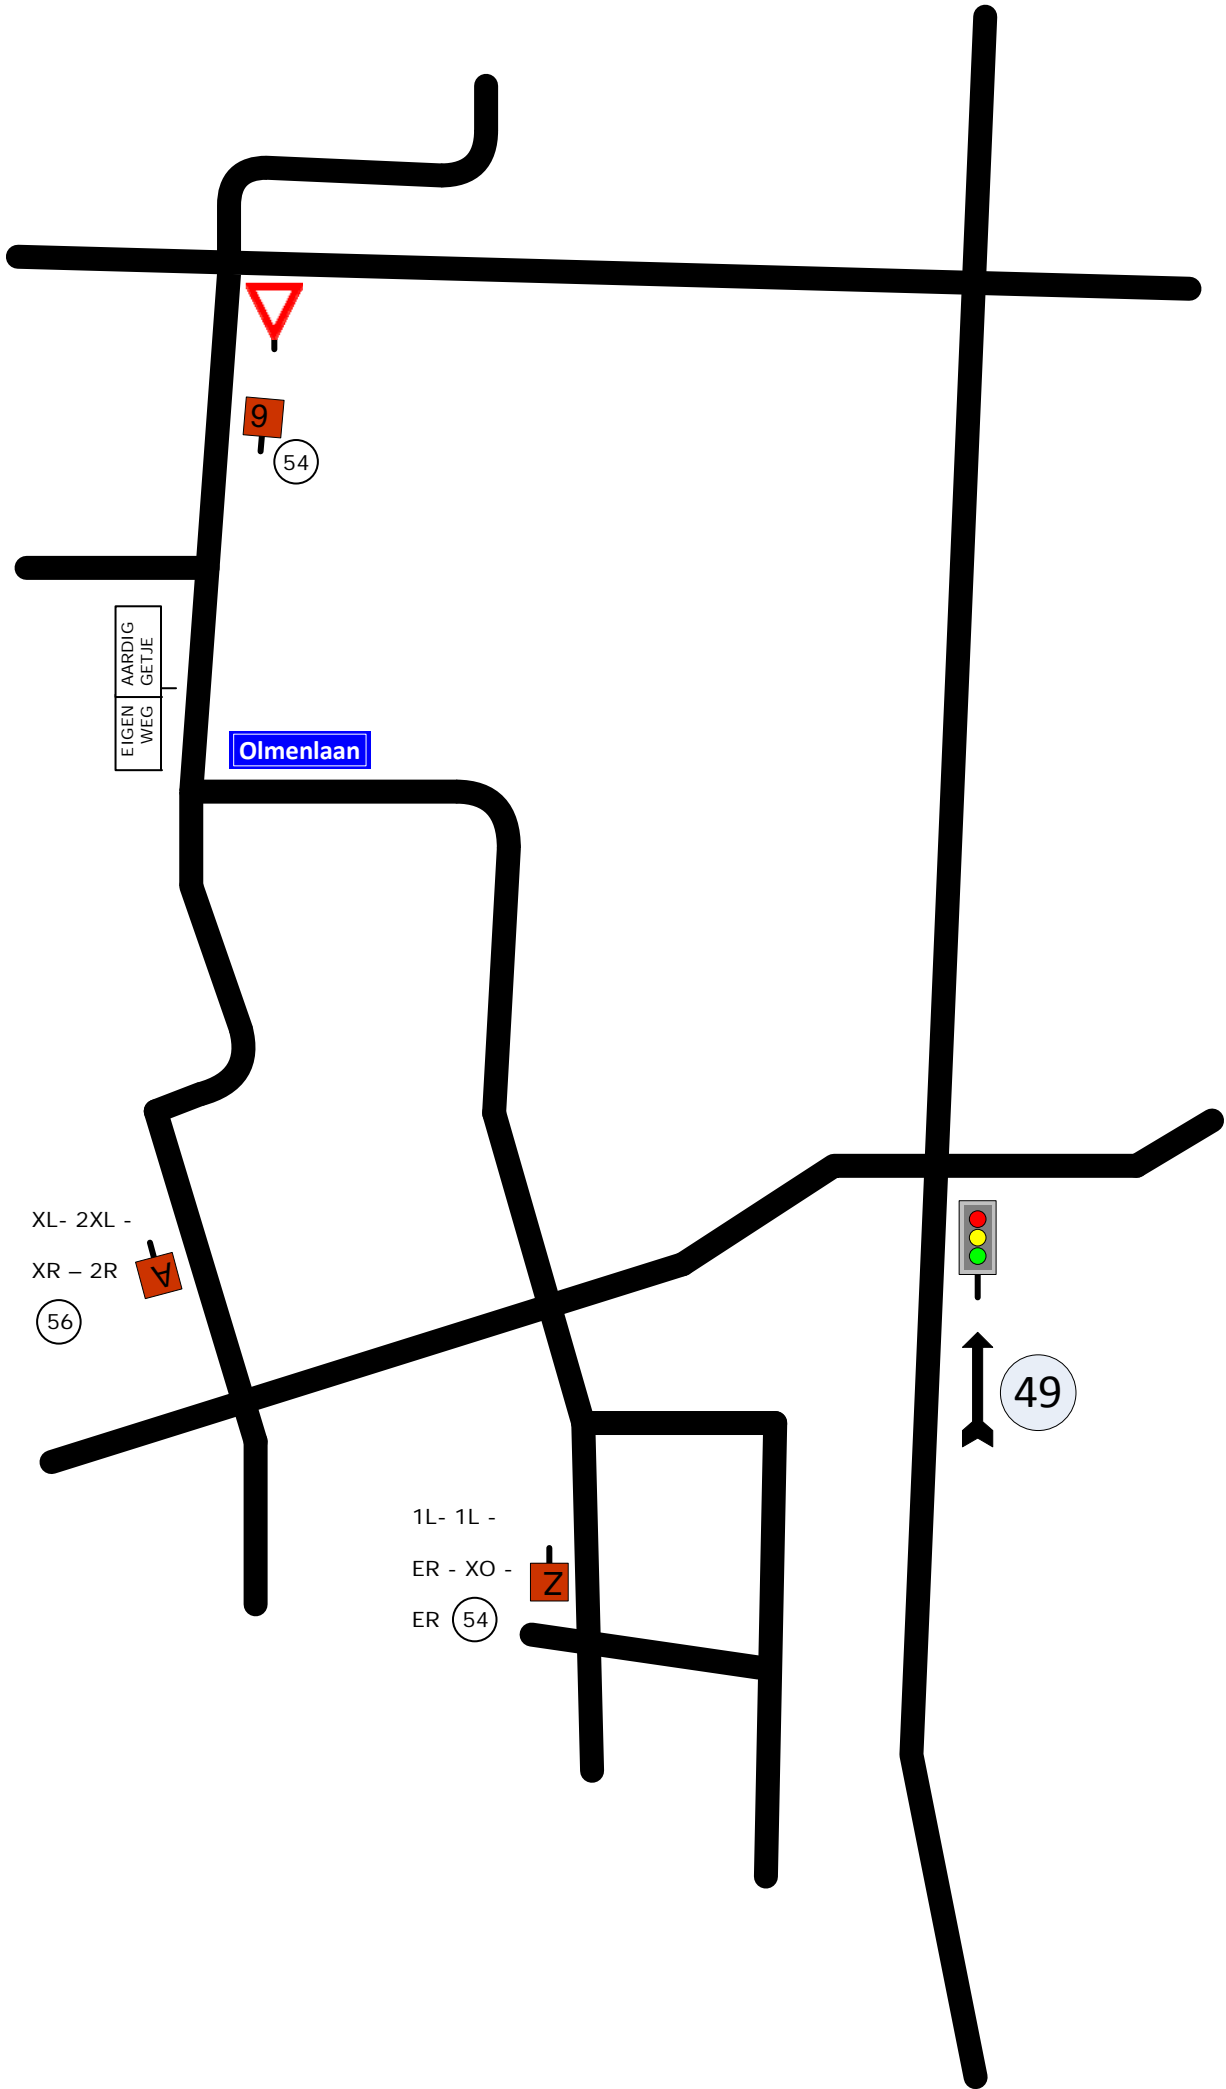 9
54
EIGEN WEG
AARDIG GETJE
Olmenlaan
XL- 2XL -
XR – 2R
A
56
49
1L- 1L -
ER - XO -
Z
ER 54